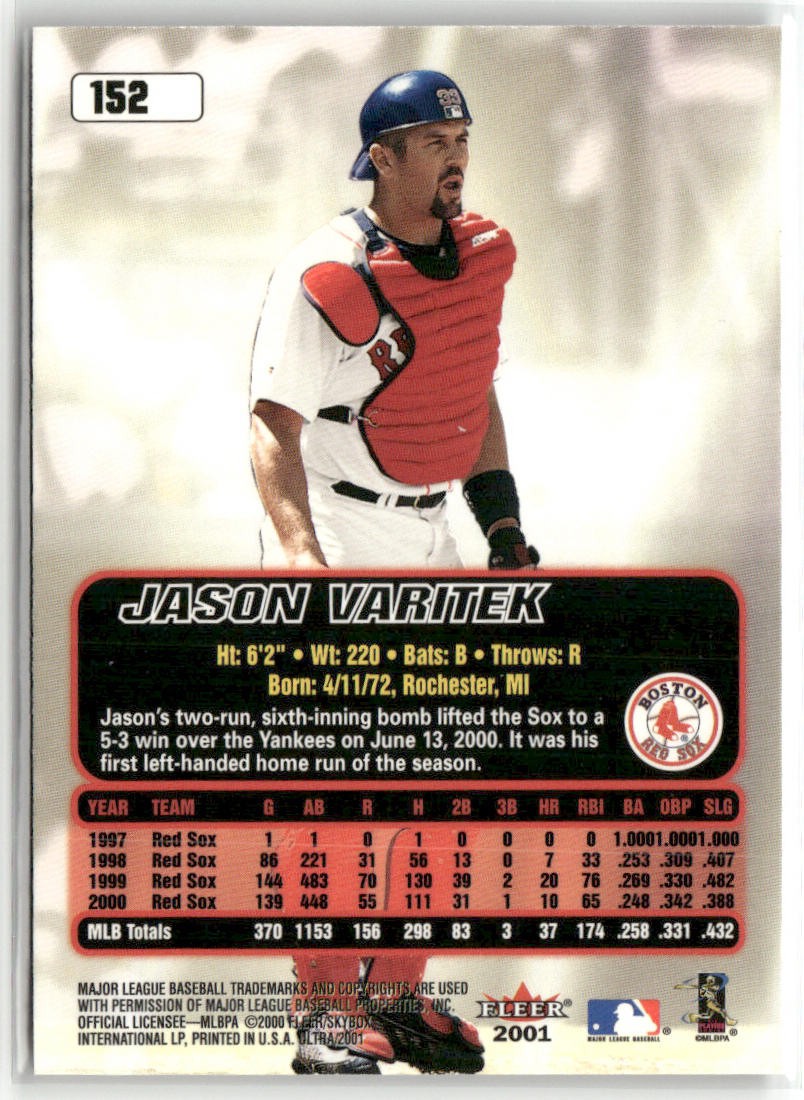 152
33
JASON VARITEK
Ht: 6'2" • Wt: 220 • Bats: B • Throws: R
Born: 4/11/72, Rochester, MI
Jason's two-run, sixth-inning bomb lifted the Sox to a
5-3 win over the Yankees on June 13, 2000. It was his
first left-handed home run of the season.
BOSTON
RED SOX
®
YEAR TEAM G AB R H 2B 3B HR RBI BA OBP SLG
1997 Red Sox 1 1 0 1 0 0 0 0 1.000 1.000 1.000
1998 Red Sox 86 221 31 56 13 0 7 33 .253 .309 .407
1999 Red Sox 144 483 70 130 39 2 20 76 .269 .330 .482
2000 Red Sox 139 448 55 111 31 1 10 65 .248 .342 .388
MLB Totals 370 1153 156 298 83 3 37 174 .258 .331 .432
MAJOR LEAGUE BASEBALL TRADEMARKS AND COPYRIGHTS ARE USED
WITH PERMISSION OF MAJOR LEAGUE BASEBALL PROPERTIES, INC.
OFFICIAL LICENSEE—MLBPA ©2000 FLEER/SKYBOX
INTERNATIONAL LP, PRINTED IN U.S.A. ULTRA/2001
FLEER®
2001
MAJOR LEAGUE BASEBALL ®
PLAYERS
®
©MLBPA